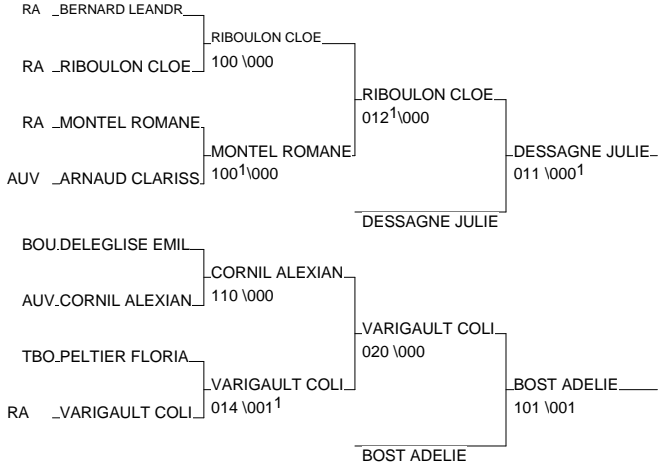 RA BERNARD LEANDR
RIBOULON CLOE
RA RIBOULON CLOE
100 \000
RIBOULON CLOE
012¹\000
RA MONTEL ROMANE
MONTEL ROMANE
AUV ARNAUD CLARISS
100¹\000
DESSAGNE JULIE
011 \000¹
DESSAGNE JULIE
BOU DELEGLISE EMIL
CORNIL ALEXIAN
AUV CORNIL ALEXIAN
110 \000
VARIGAULT COLI
020 \000
TBO PELTIER FLORIA
VARIGAULT COLI
RA VARIGAULT COLI
014 \001¹
BOST ADELIE
101 \001
BOST ADELIE